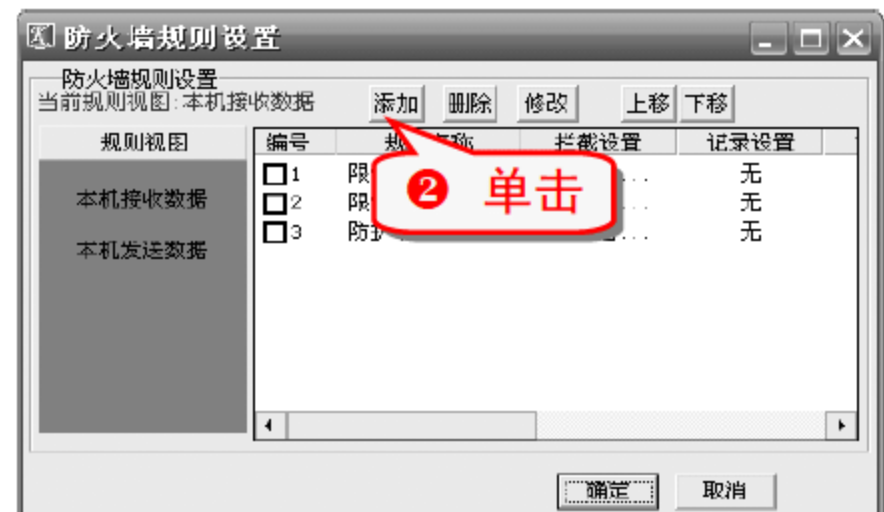 防火墙规则设置
防火墙规则设置
当前规则视图:本机接收数据 添加 删除 修改 上移 下移
规则视图 编号 规 称 拦截设置 记录设置
本机接收数据
本机发送数据
1 限 ... 无
2 限 ... 无
3 防护 ... 无
❷ 单击
确定 取消